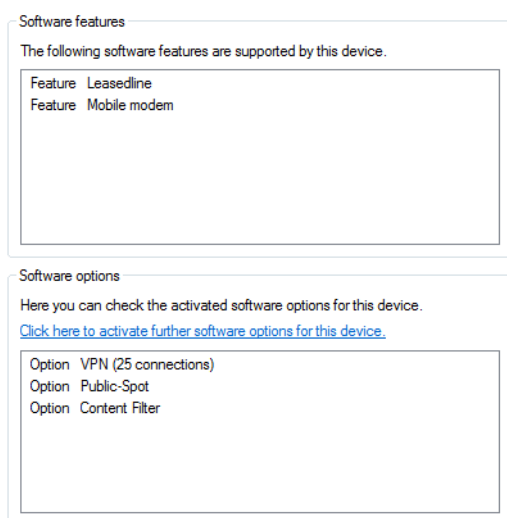 Software features
The following software features are supported by this device.
Feature Leasedline
Feature Mobile modem
Software options
Here you can check the activated software options for this device.
Click here to activate further software options for this device.
Option VPN (25 connections)
Option Public-Spot
Option Content Filter